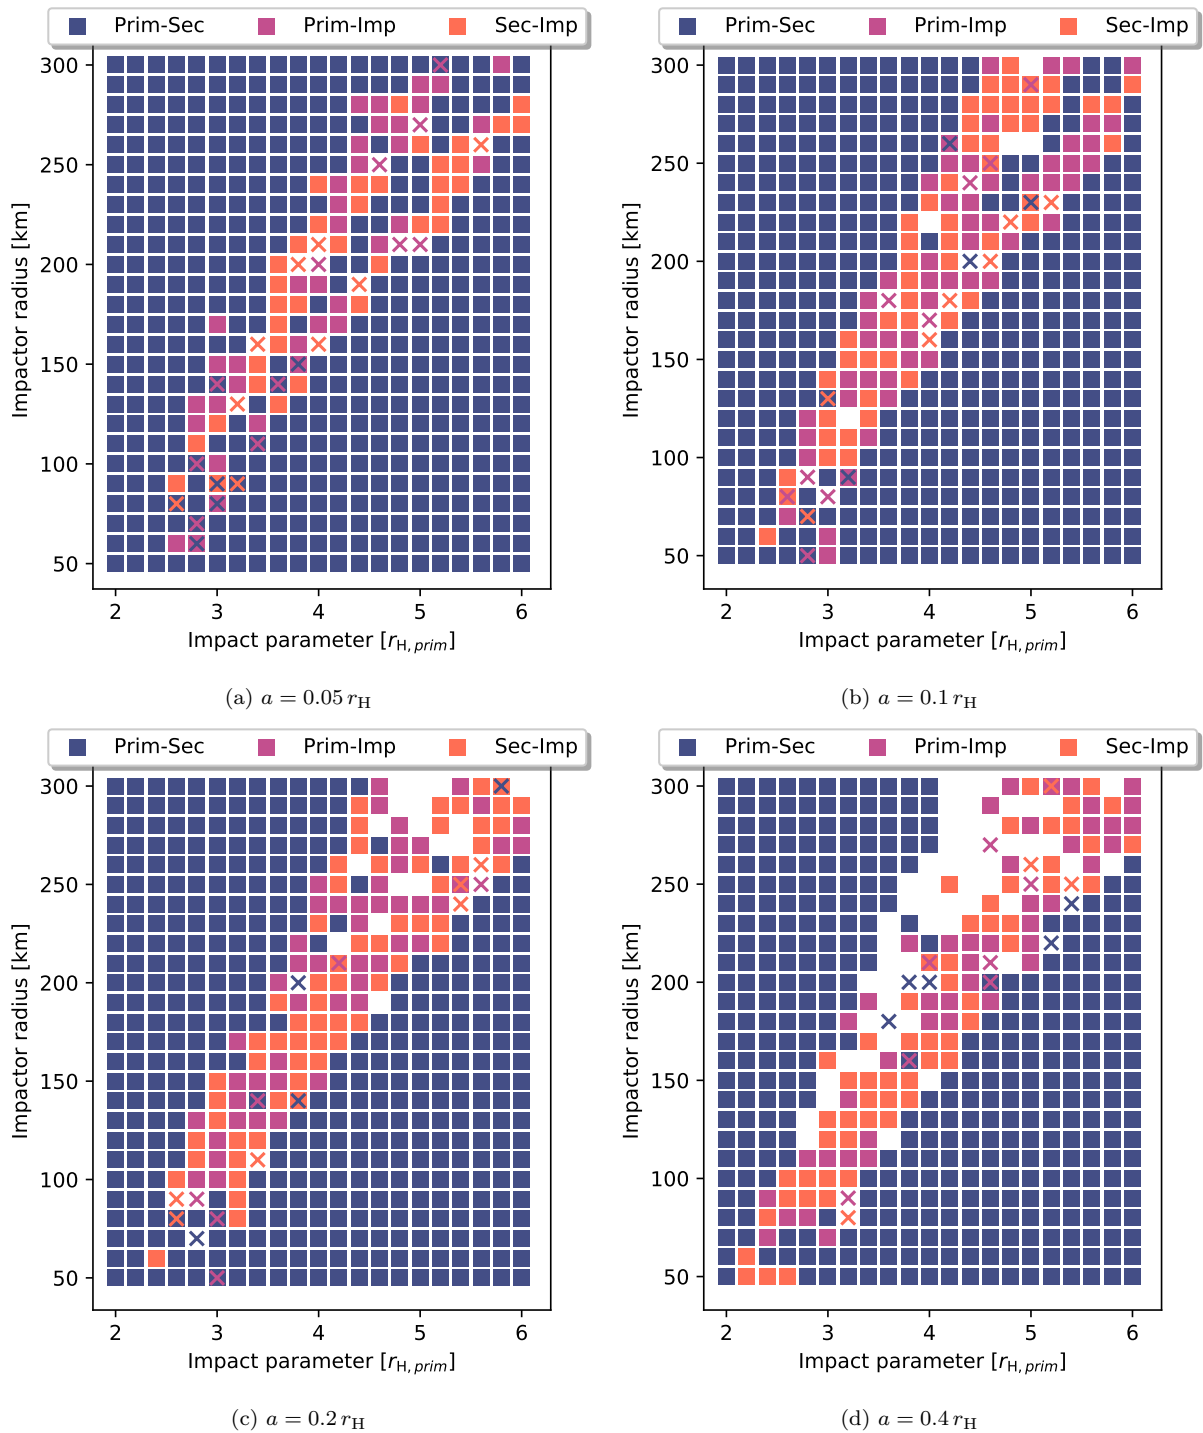 Prim-Sec Prim-Imp Sec-Imp
300
250
200
150
100
50
Impactor radius [km]
2 3 4 5 6
Impact parameter [r_{H, prim}]
(a) a = 0.05 r_H
Prim-Sec Prim-Imp Sec-Imp
300
250
200
150
100
50
Impactor radius [km]
2 3 4 5 6
Impact parameter [r_{H, prim}]
(b) a = 0.1 r_H
Prim-Sec Prim-Imp Sec-Imp
300
250
200
150
100
50
Impactor radius [km]
2 3 4 5 6
Impact parameter [r_{H, prim}]
(c) a = 0.2 r_H
Prim-Sec Prim-Imp Sec-Imp
300
250
200
150
100
50
Impactor radius [km]
2 3 4 5 6
Impact parameter [r_{H, prim}]
(d) a = 0.4 r_H